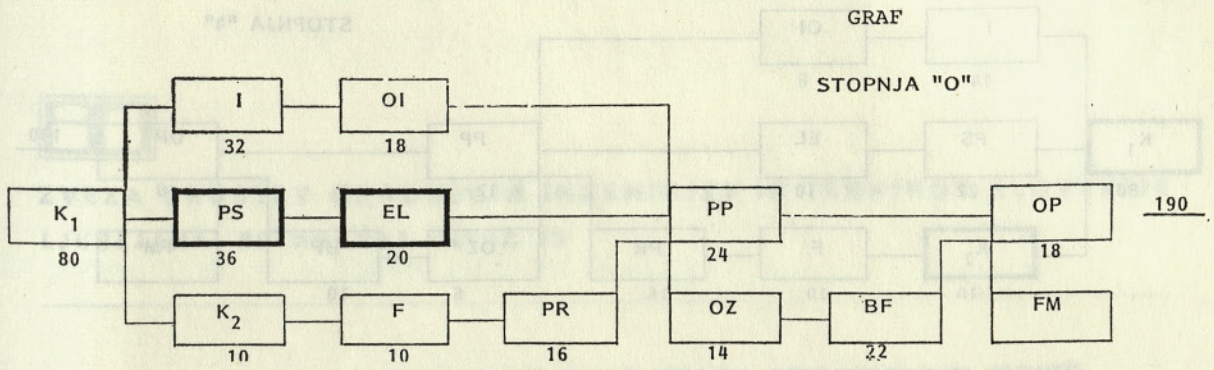 GRAF
STOPNJA "O"
I OI
32 18
K1 PS EL PP OP 190
80 36 20 24 18
K2 F PR OZ BF FM
10 10 16 14 22